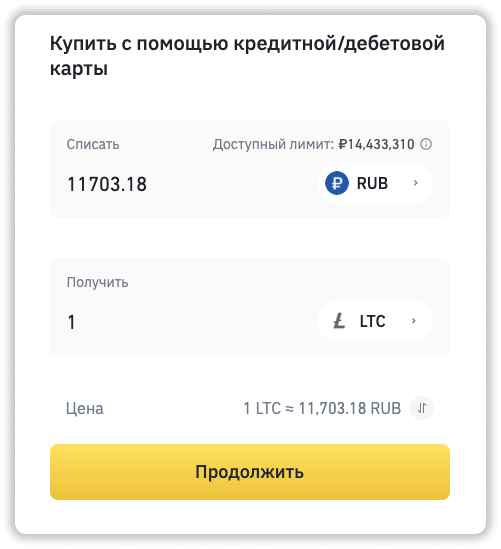 Купить с помощью кредитной/дебетовой
карты
Списать Доступный лимит: ₽14,433,310
11703.18 RUB
Получить
1 LTC
Цена 1 LTC ≈ 11,703.18 RUB
Продолжить